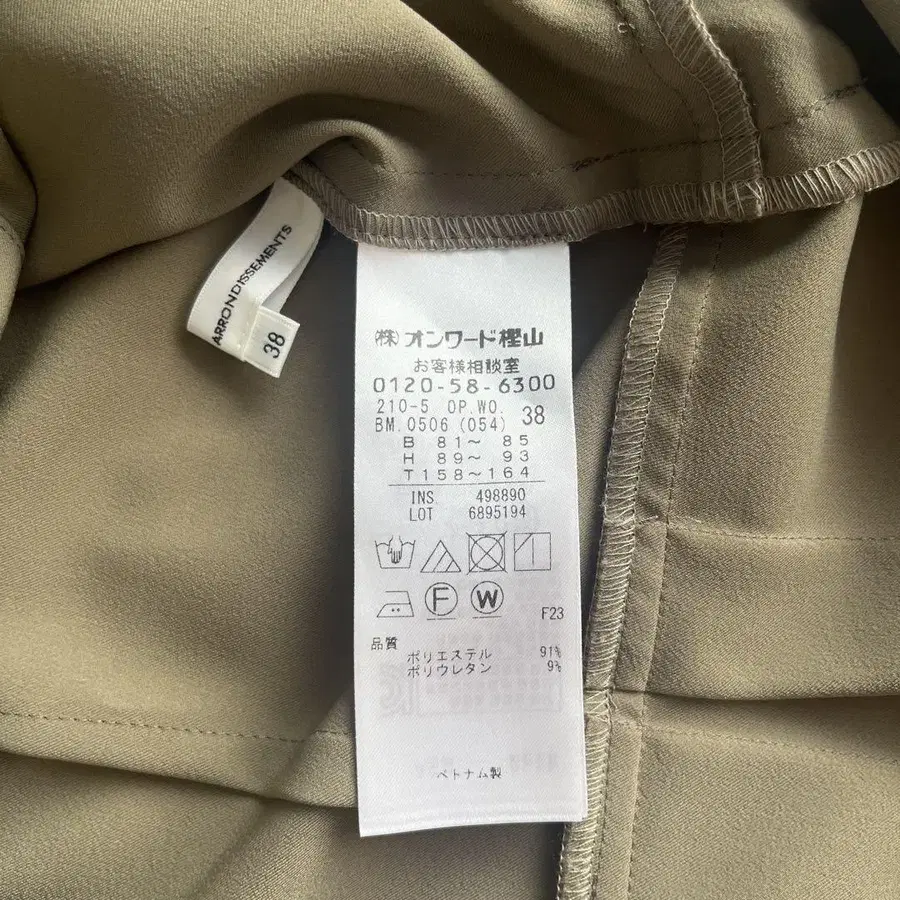 ARRONDISSEMENTS
38
(株)オンワード樫山
お客様相談室
0120-58-6300
210-5 OP.WO.
BM.0506(054) 38
B 81～ 85
H 89～ 93
T158～164
INS. 498890
LOT 6895194
F W
F23
品質
ポリエステル 91%
ポリウレタン 9%
ベトナム製